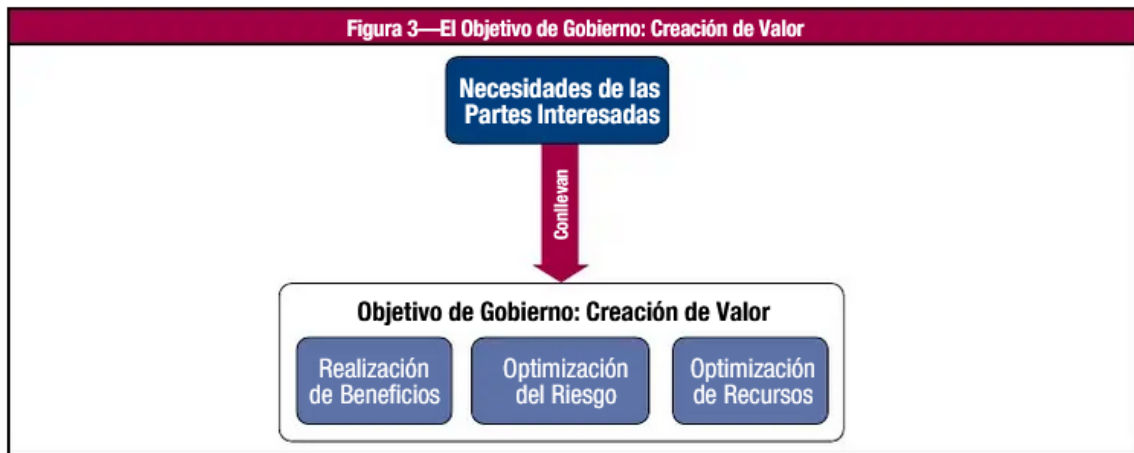 Figura 3—El Objetivo de Gobierno: Creación de Valor
Necesidades de las
Partes Interesadas
Conllevan
Objetivo de Gobierno: Creación de Valor
Realización
de Beneficios
Optimización
del Riesgo
Optimización
de Recursos